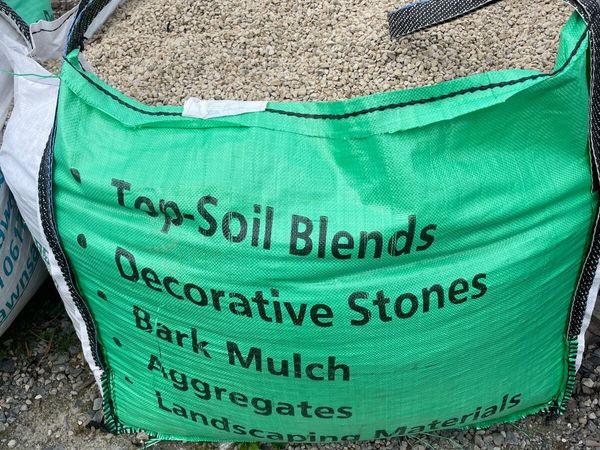 • Top-Soil Blends
• Decorative Stones
• Bark Mulch
• Aggregates
• Landscaping Materials